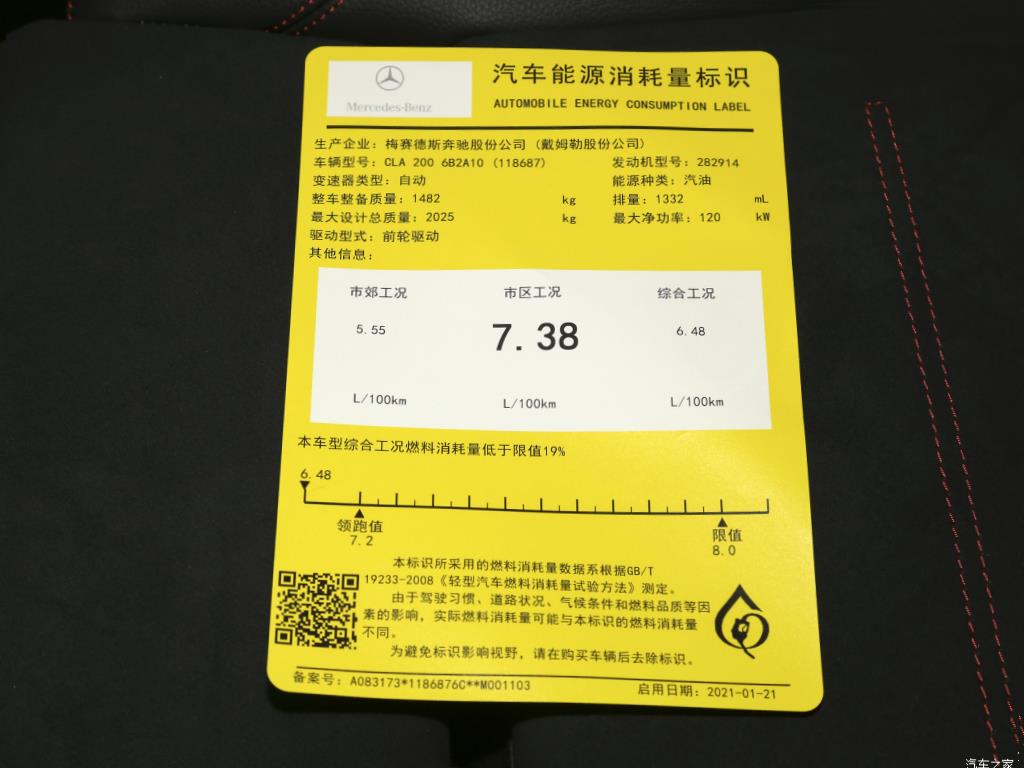 Mercedes-Benz
汽车能源消耗量标识
AUTOMOBILE ENERGY CONSUMPTION LABEL
生产企业：梅赛德斯奔驰股份公司 (戴姆勒股份公司)
车辆型号：CLA 200 6B2A10 (118687) 发动机型号：282914
变速器类型：自动 能源种类：汽油
整车整备质量：1482 kg 排量：1332 mL
最大设计总质量：2025 kg 最大净功率：120 kW
驱动型式：前轮驱动
其他信息：
市郊工况 市区工况 综合工况
5.55 7.38 6.48
L/100km L/100km L/100km
本车型综合工况燃料消耗量低于限值19%
6.48
领跑值 限值
7.2 8.0
本标识所采用的燃料消耗量数据系根据GB/T
19233-2008《轻型汽车燃料消耗量试验方法》测定。
由于驾驶习惯、道路状况、气候条件和燃料品质等因
素的影响，实际燃料消耗量可能与本标识的燃料消耗量
不同。
为避免标识影响视野，请在购买车辆后去除标识。
备案号：A083173*1186876C**M001103 启用日期：2021-01-21
汽车之家